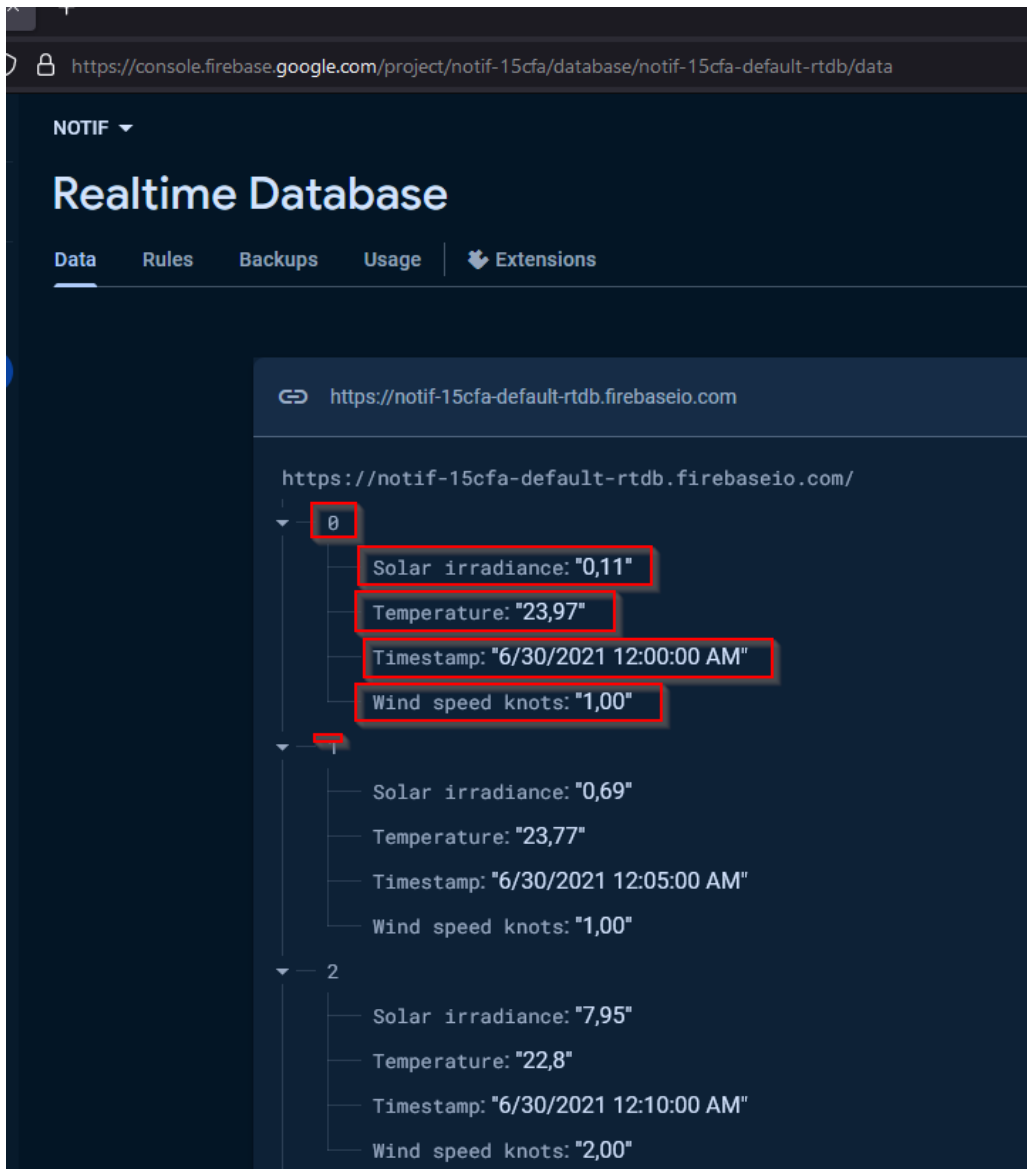 https://console.firebase.google.com/project/notif-15cfa/database/notif-15cfa-default-rtdb/data
NOTIF
Realtime Database
Data Rules Backups Usage Extensions
https://notif-15cfa-default-rtdb.firebaseio.com
https://notif-15cfa-default-rtdb.firebaseio.com/
0
Solar irradiance: "0,11"
Temperature: "23,97"
Timestamp: "6/30/2021 12:00:00 AM"
Wind speed knots: "1,00"
1
Solar irradiance: "0,69"
Temperature: "23,77"
Timestamp: "6/30/2021 12:05:00 AM"
Wind speed knots: "1,00"
2
Solar irradiance: "7,95"
Temperature: "22,8"
Timestamp: "6/30/2021 12:10:00 AM"
Wind speed knots: "2,00"